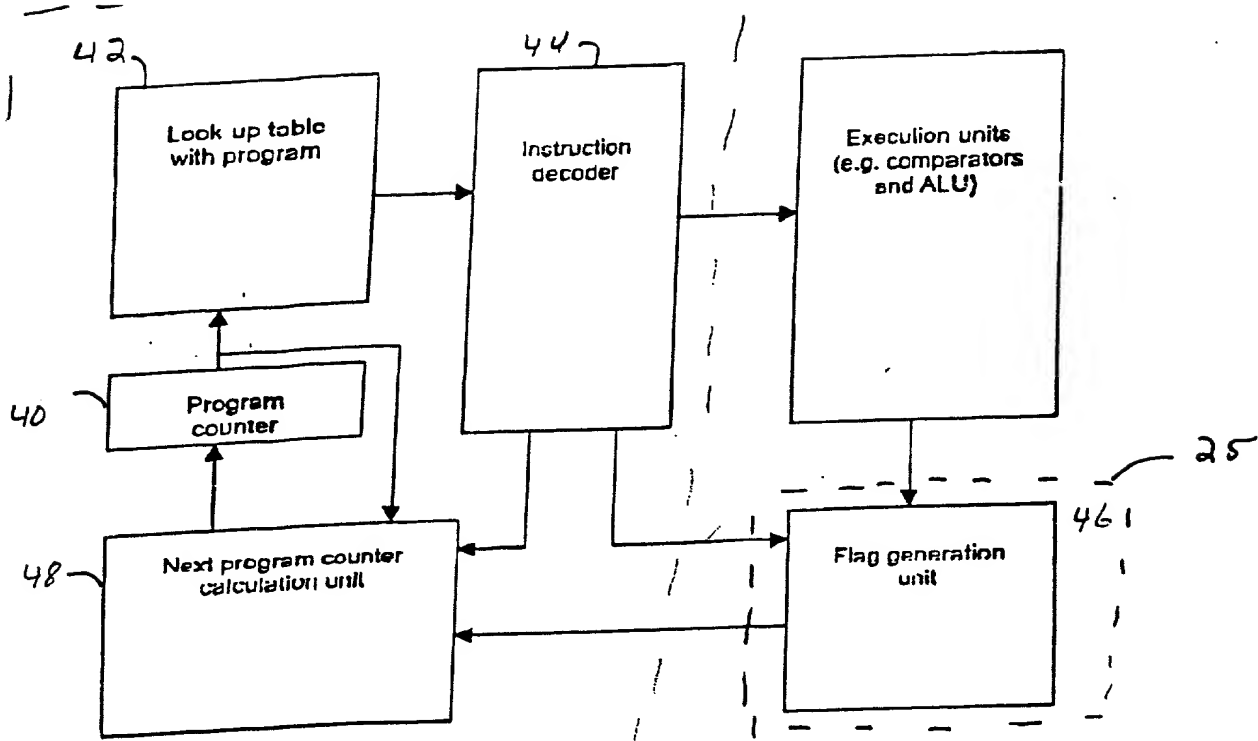 42
44
Look up table
with program
Instruction
decoder
Execution units
(e.g. comparators
and ALU)
40
Program
counter
25
48
Next program counter
calculation unit
46
Flag generation
unit